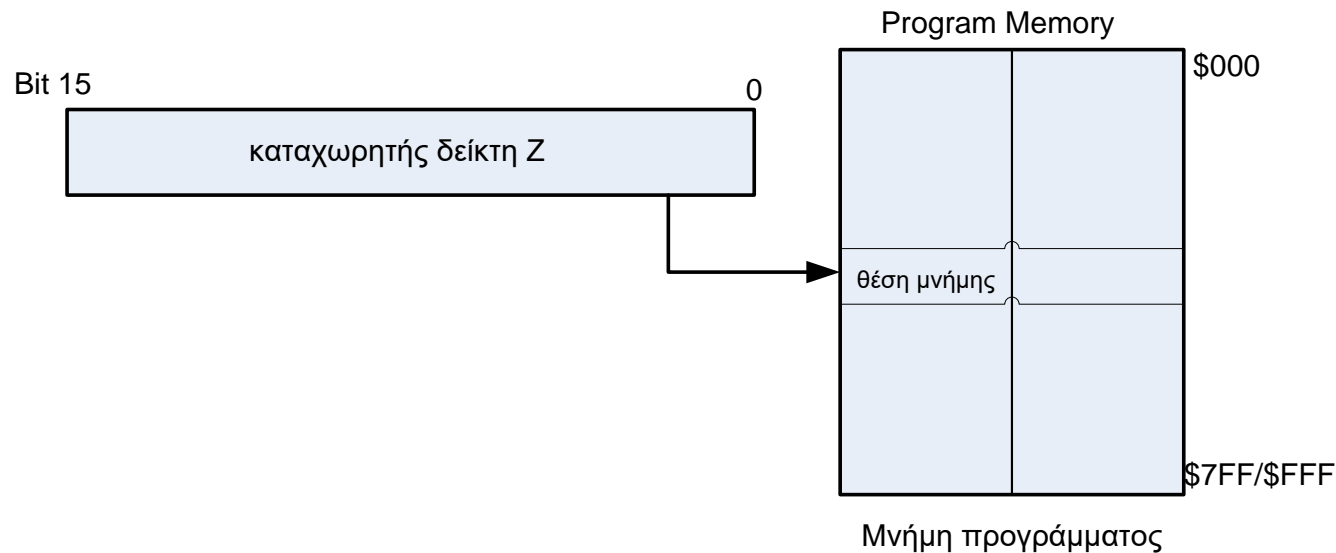 Program Memory
$000
Bit 15
0
καταχωρητής δείκτη Z
θέση μνήμης
$7FF/$FFF
Μνήμη προγράμματος